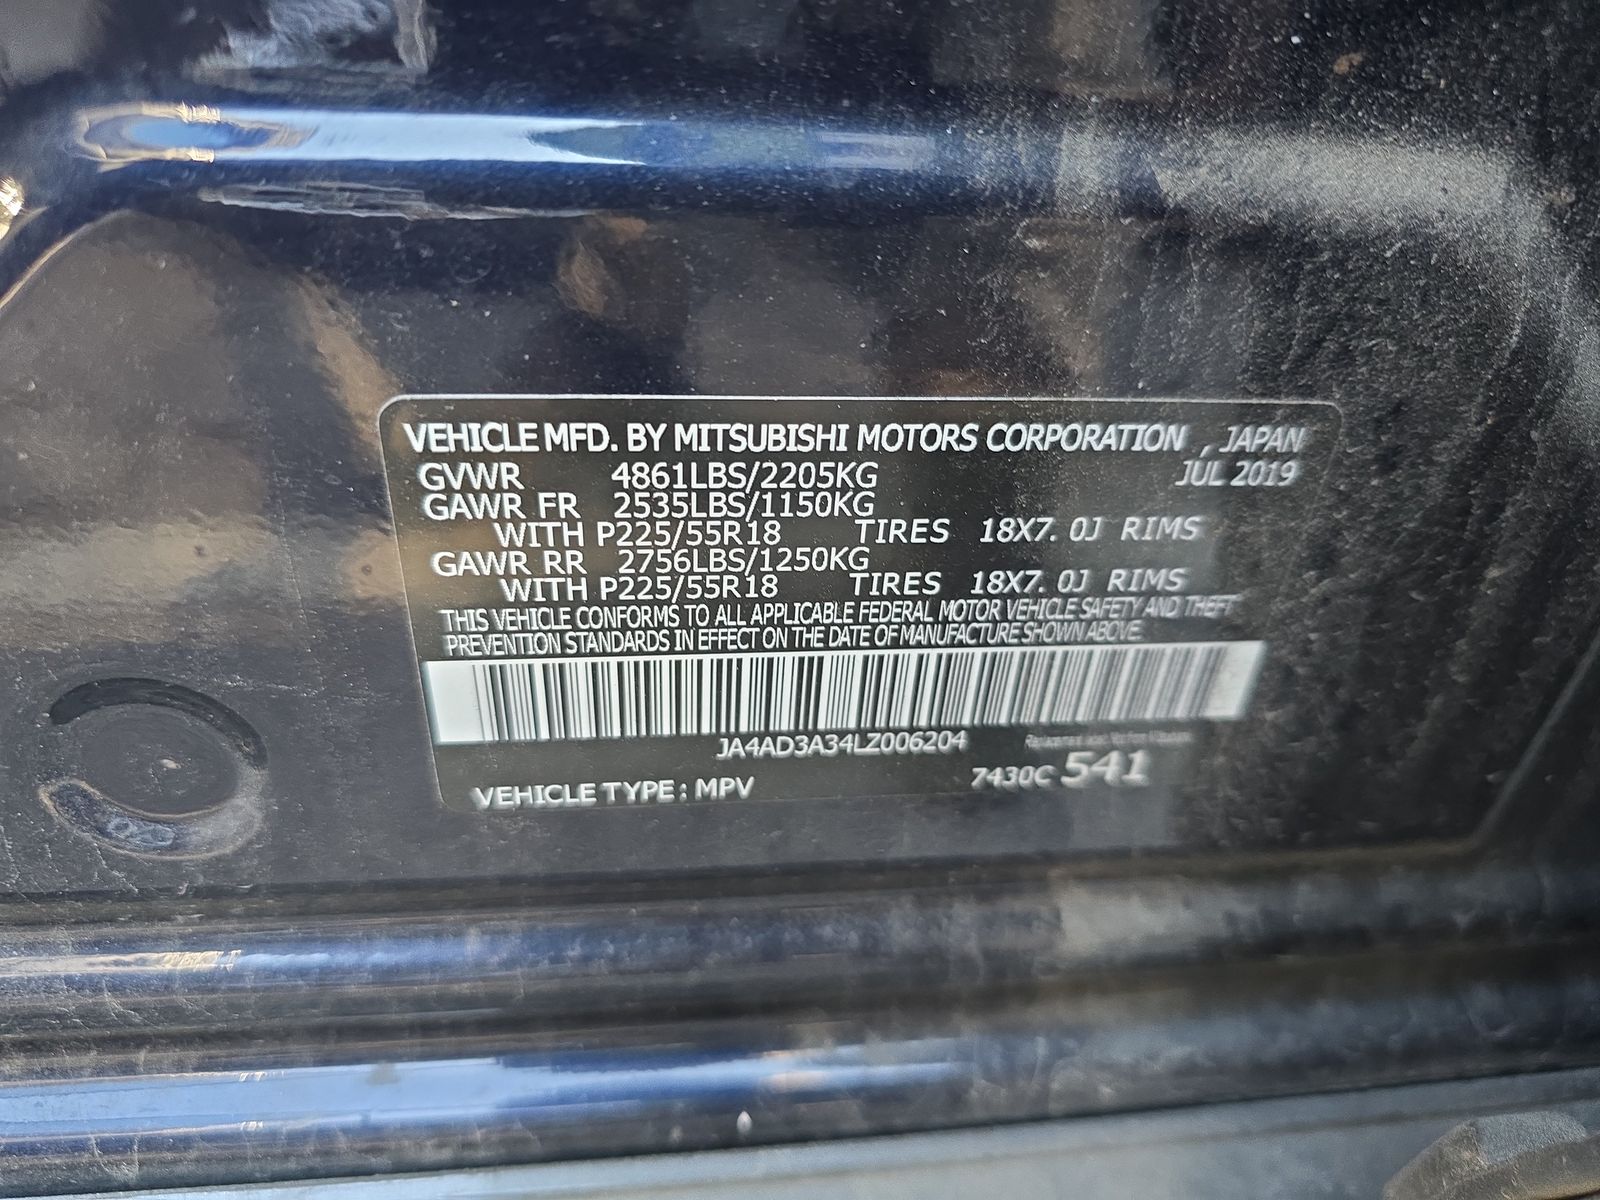 VEHICLE MFD. BY MITSUBISHI MOTORS CORPORATION , JAPAN
GVWR 4861LBS/2205KG JUL 2019
GAWR FR 2535LBS/1150KG
WITH P225/55R18 TIRES 18X7.0J RIMS
GAWR RR 2756LBS/1250KG
WITH P225/55R18 TIRES 18X7.0J RIMS
THIS VEHICLE CONFORMS TO ALL APPLICABLE FEDERAL MOTOR VEHICLE SAFETY AND THEFT
PREVENTION STANDARDS IN EFFECT ON THE DATE OF MANUFACTURE SHOWN ABOVE.
JA4AD3A34LZ006204
7430C 541
VEHICLE TYPE : MPV